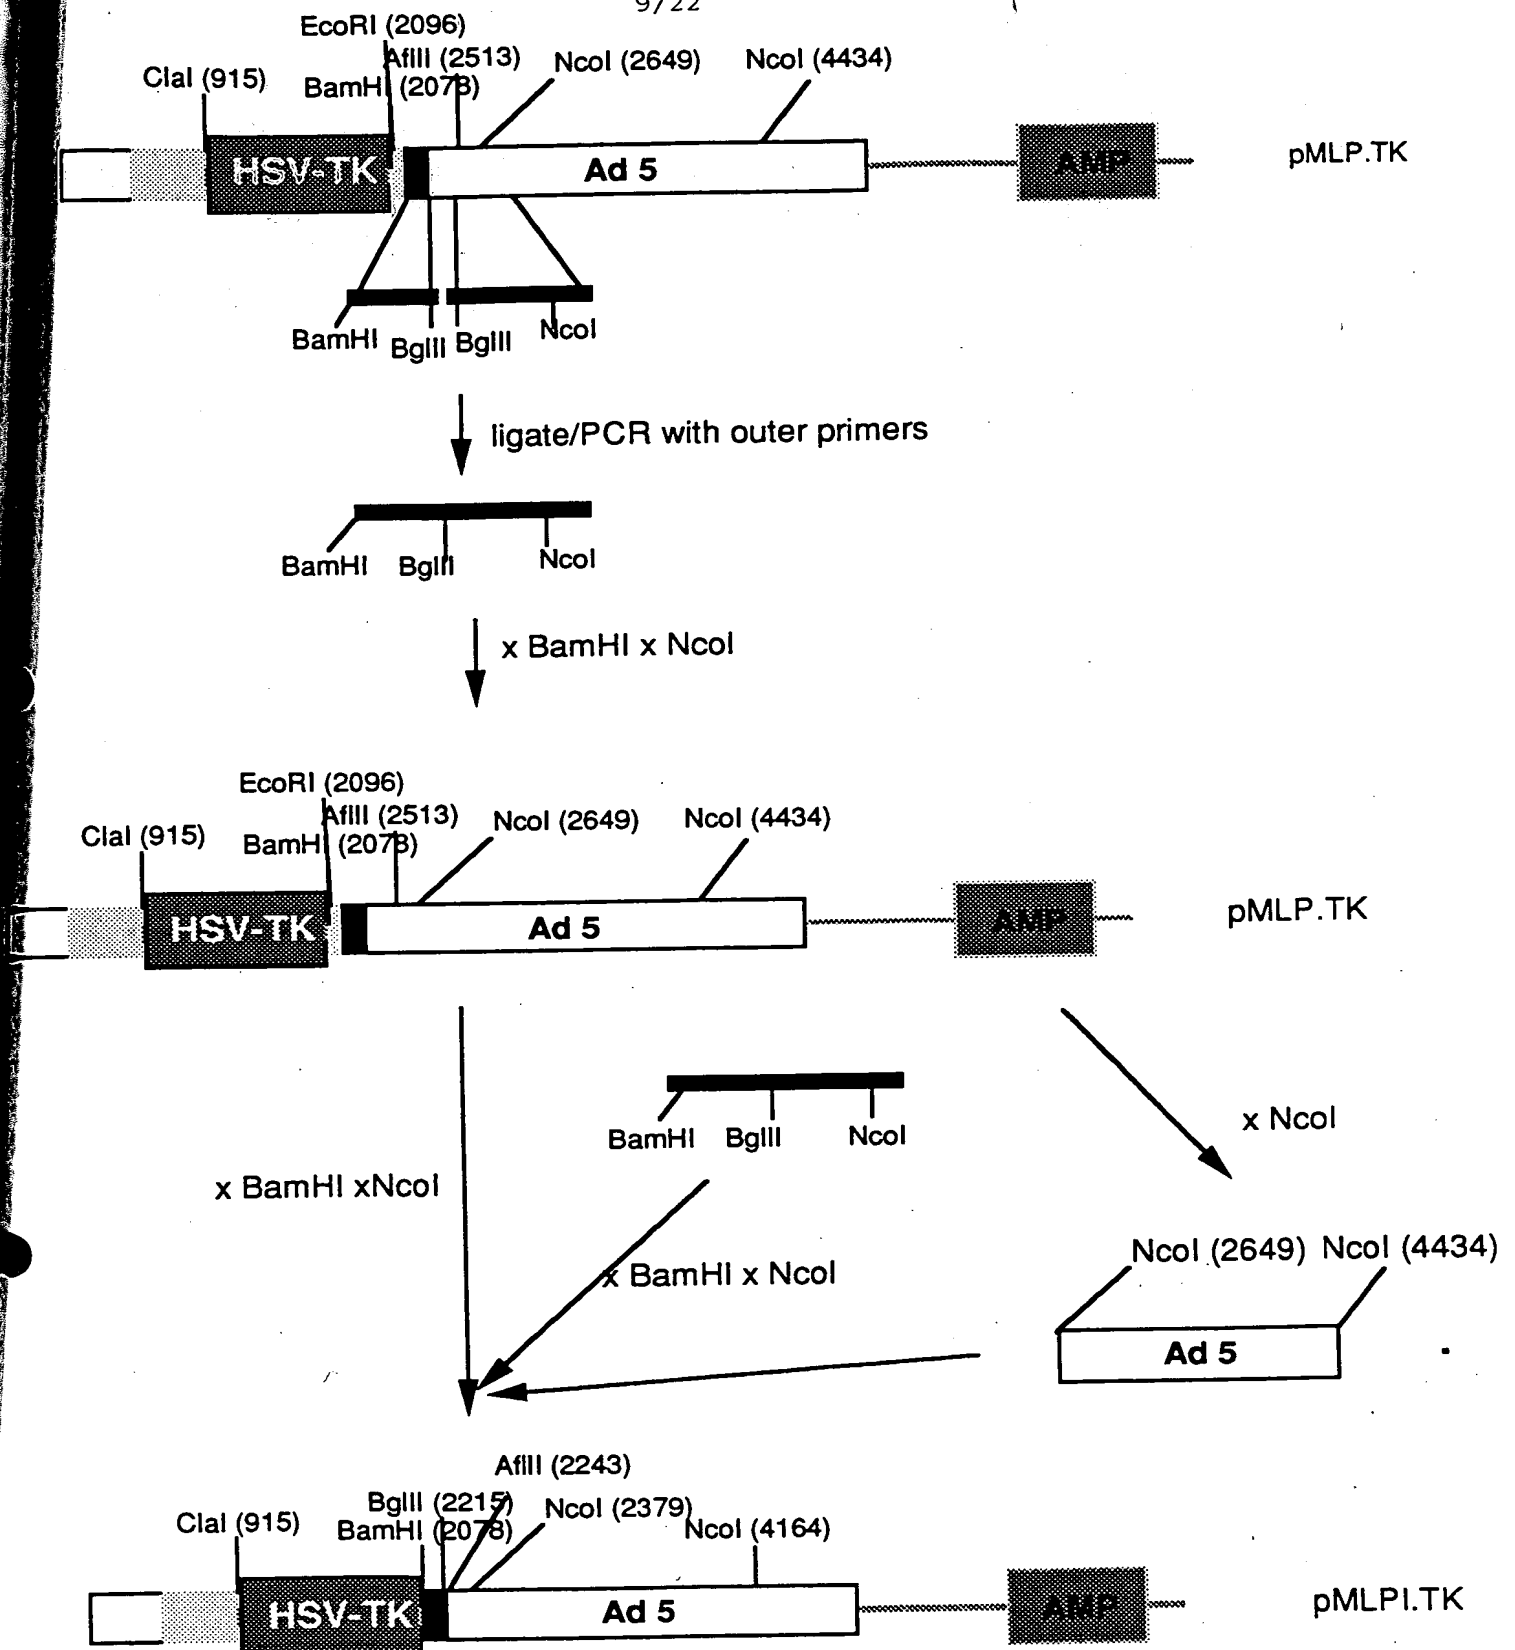 9/22
EcoRI (2096)
AflII (2513)
NcoI (2649)
NcoI (4434)
ClaI (915)
BamHI (2078)
HSV-TK
Ad 5
AMP
pMLP.TK
BamHI
BglII
BglII
NcoI
ligate/PCR with outer primers
BamHI
BglII
NcoI
x BamHI x NcoI
EcoRI (2096)
AflII (2513)
NcoI (2649)
NcoI (4434)
ClaI (915)
BamHI (2078)
HSV-TK
Ad 5
AMP
pMLP.TK
BamHI
BglII
NcoI
x NcoI
x BamHI xNcoI
x BamHI x NcoI
NcoI (2649)
NcoI (4434)
Ad 5
AflII (2243)
BglII (2215)
NcoI (2379)
ClaI (915)
BamHI (2078)
NcoI (4164)
HSV-TK
Ad 5
AMP
pMLPI.TK